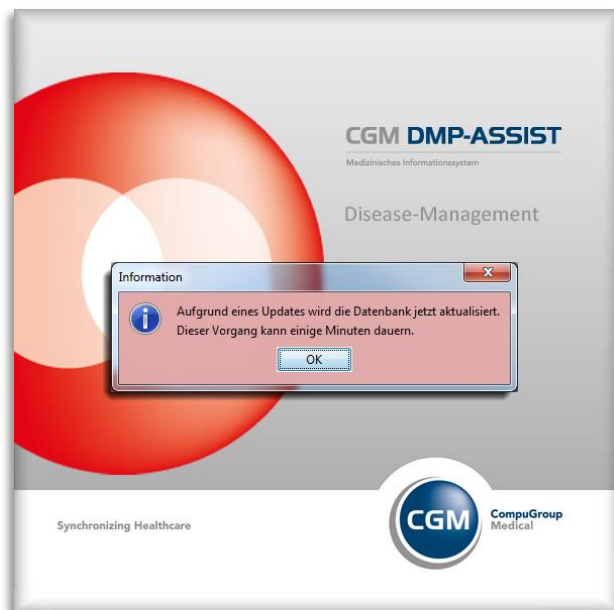 CGM DMP-ASSIST
Medizinisches Informationssystem
Disease-Management
Information
Aufgrund eines Updates wird die Datenbank jetzt aktualisiert.
Dieser Vorgang kann einige Minuten dauern.
OK
Synchronizing Healthcare
CGM
CompuGroup
Medical